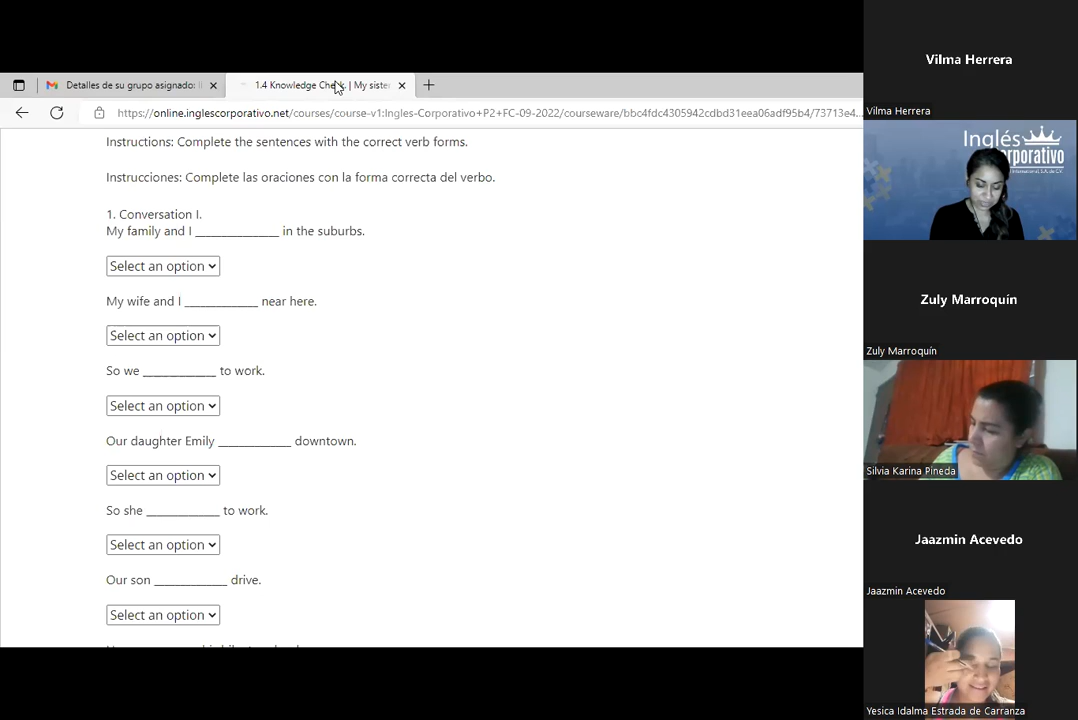 Detalles de su grupo asignado:
1.4 Knowledge Check | My sister
https://online.inglescorporativo.net/courses/course-v1:Ingles-Corporativo+P2+FC-09-2022/courseware/bbc4fdc4305942cdbd31eea06adf95b4/73713e4...
Instructions: Complete the sentences with the correct verb forms.
Instrucciones: Complete las oraciones con la forma correcta del verbo.
1. Conversation I.
My family and I ______________ in the suburbs.
Select an option
My wife and I ____________ near here.
Select an option
So we ____________ to work.
Select an option
Our daughter Emily ____________ downtown.
Select an option
So she ____________ to work.
Select an option
Our son ____________ drive.
Select an option
Vilma Herrera
Vilma Herrera
Inglés
Corporativo
Zuly Marroquín
Zuly Marroquín
Silvia Karina Pineda
Jaazmin Acevedo
Jaazmin Acevedo
Yesica Idalma Estrada de Carranza